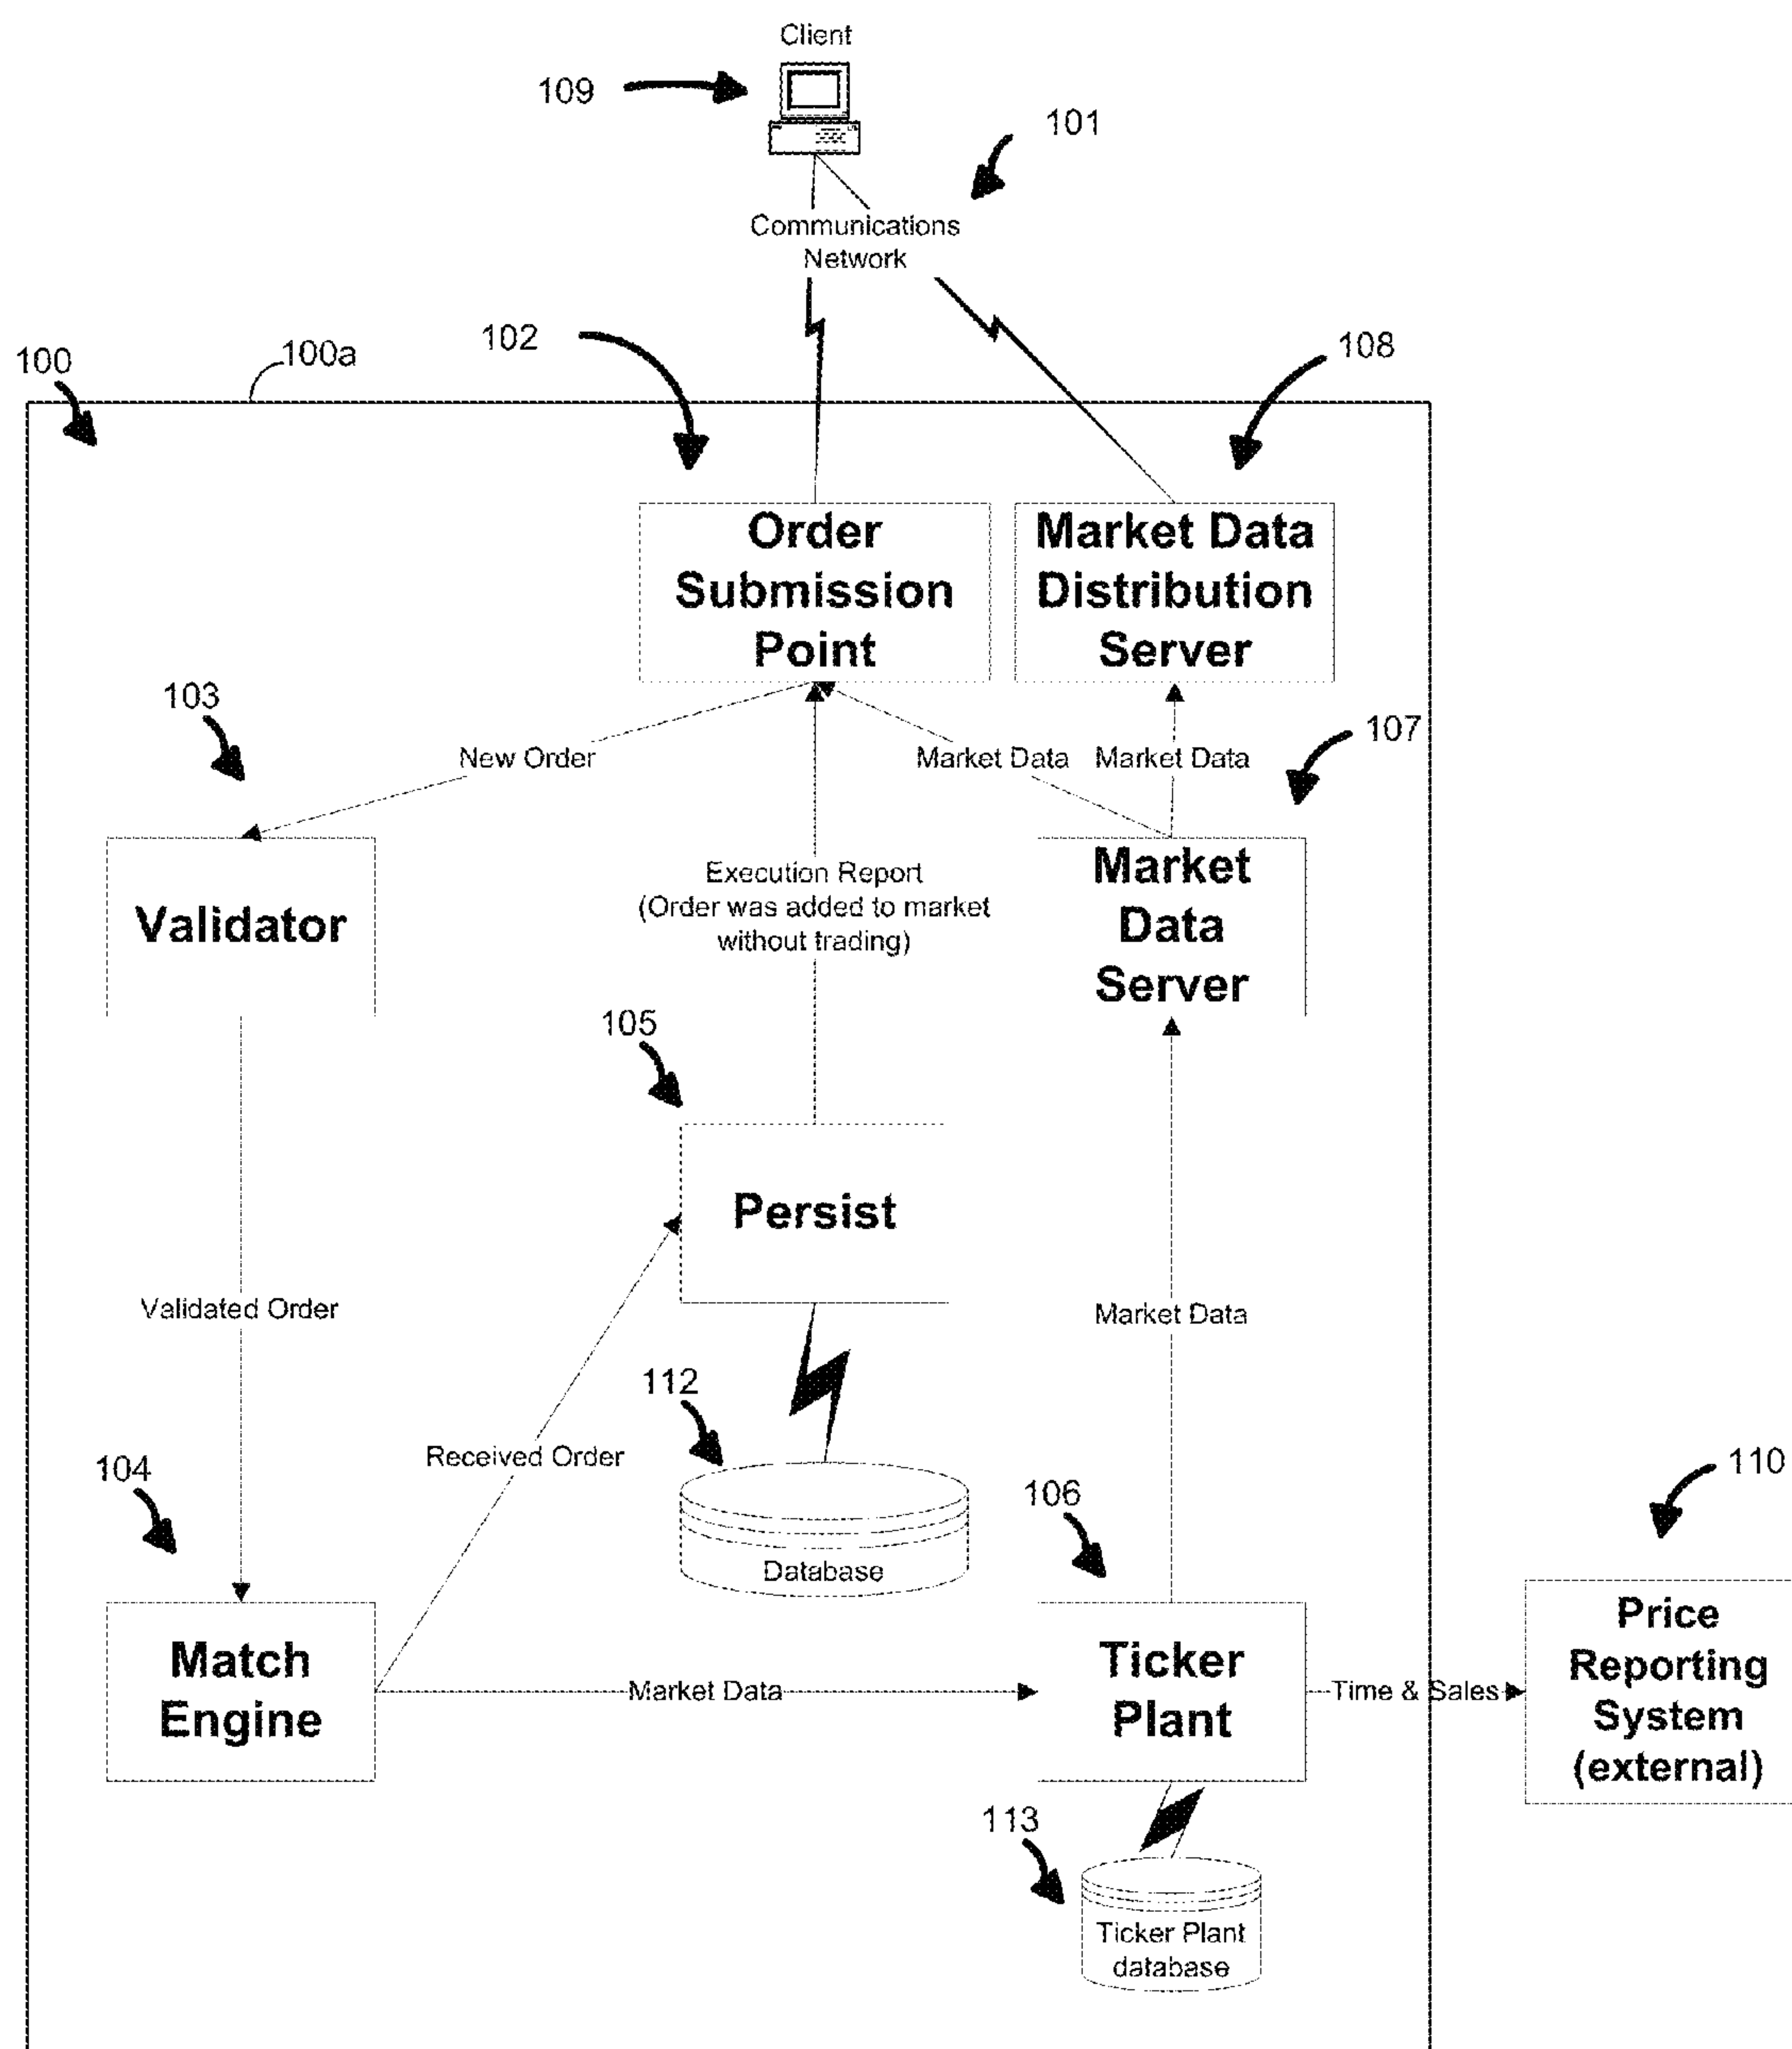 Client
109
101
Communications
Network
102
108
100
100a
Order
Submission
Point
Market Data
Distribution
Server
103
107
New Order
Market Data
Market Data
Validator
Execution Report
(Order was added to market
without trading)
Market
Data
Server
105
Persist
Validated Order
Market Data
112
Received Order
104
106
110
Database
Match
Engine
Market Data
Ticker
Plant
Time & Sales
Price
Reporting
System
(external)
113
Ticker Plant
database